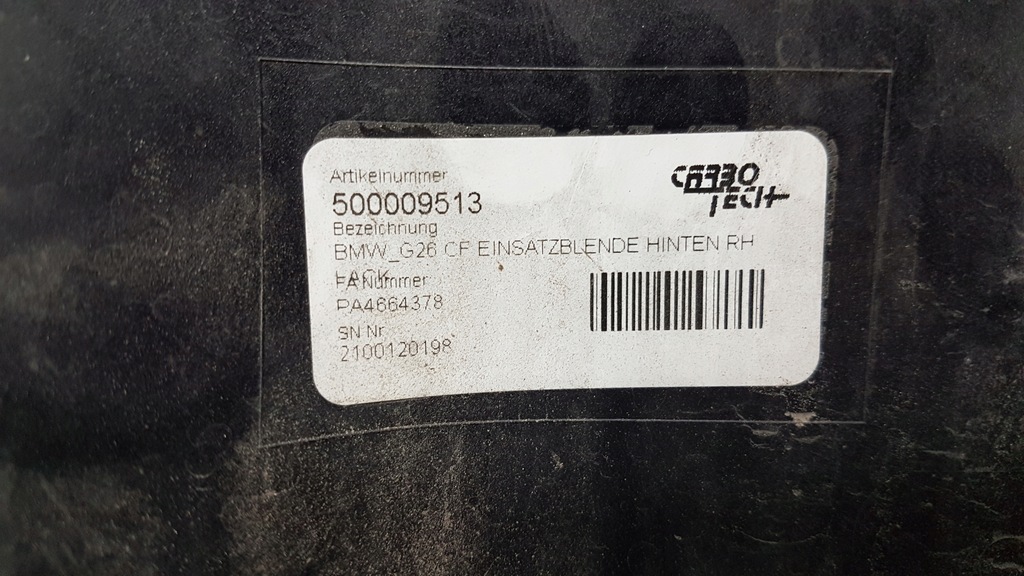 Artikelnummer
500009513
Bezeichnung
BMW_G26 CF EINSATZBLENDE HINTEN RH
LACK
FA Nummer
PA4664378
SN Nr
2100120198
CARBO
TECH